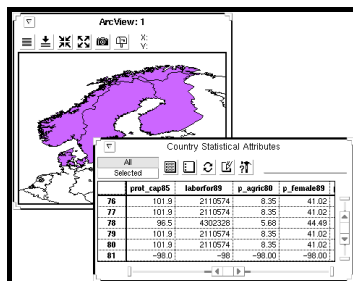 ArcView: 1
X:
Y:
Country Statistical Attributes
All
Selected
prot_cap85 laborfor89 p_agric80 p_female89
76 101.9 2110574 8.35 41.02
77 101.9 2110574 8.35 41.02
78 96.5 4302328 5.68 44.49
79 101.9 2110574 8.35 41.02
80 101.9 2110574 8.35 41.02
81 -98.0 -98 -98.00 -98.00